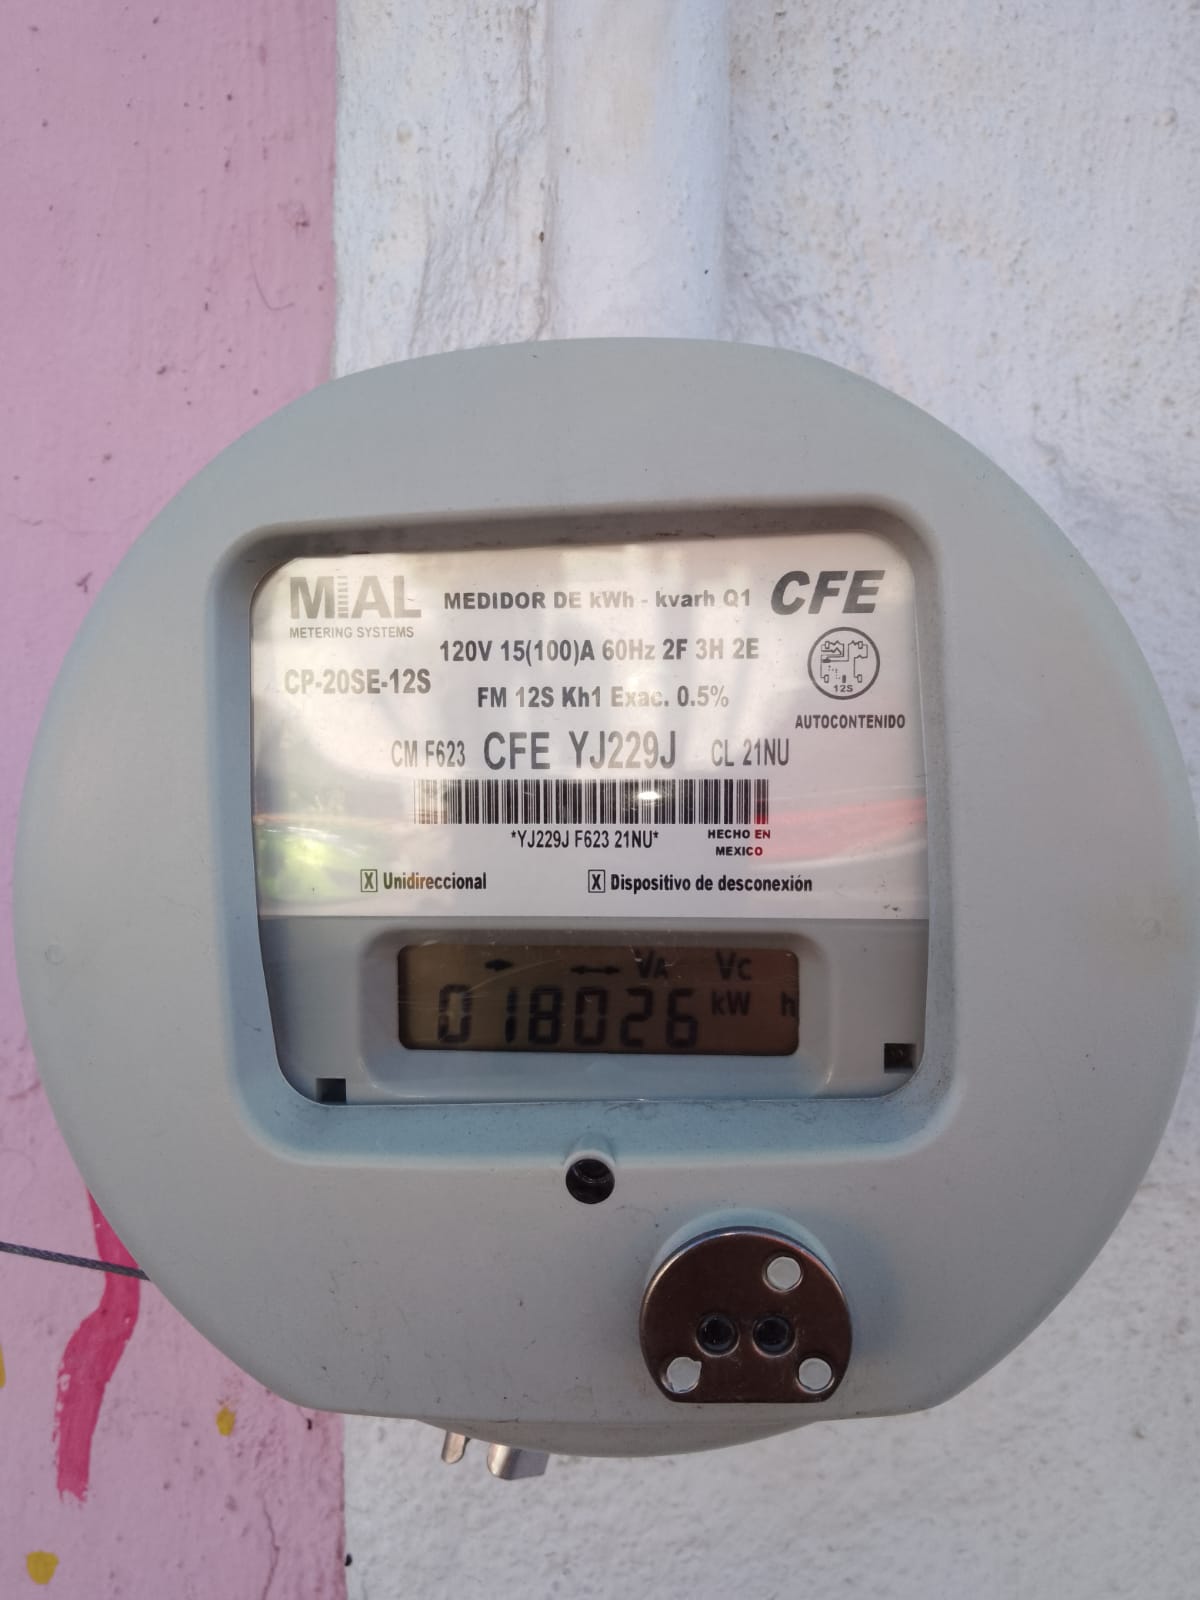 MIAL
METERING SYSTEMS
MEDIDOR DE kWh - kvarh Q1
CFE
120V 15(100)A 60Hz 2F 3H 2E
CP-20SE-12S
FM 12S Kh1 Exac. 0.5%
12S
AUTOCONTENIDO
CM F623 CFE YJ229J CL 21NU
*YJ229J F623 21NU*
HECHO EN
MEXICO
X Unidireccional
X Dispositivo de desconexión
VA VC
018026 kW h